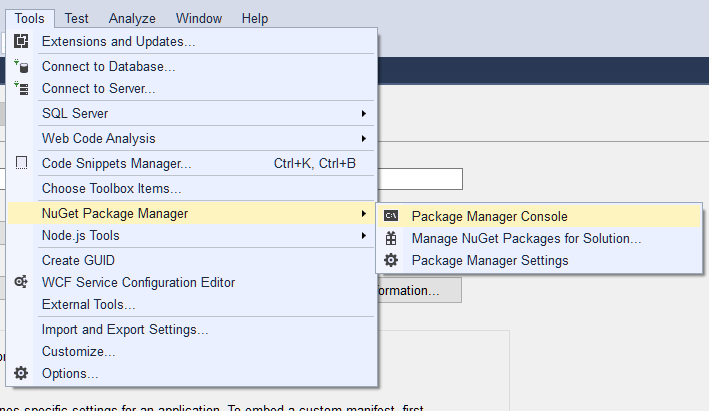 Tools Test Analyze Window Help
Extensions and Updates...
Connect to Database...
Connect to Server...
SQL Server
Web Code Analysis
Code Snippets Manager... Ctrl+K, Ctrl+B
Choose Toolbox Items...
NuGet Package Manager
Package Manager Console
Node.js Tools
Manage NuGet Packages for Solution...
Create GUID
Package Manager Settings
WCF Service Configuration Editor
External Tools...
formation...
Import and Export Settings...
Customize...
Options...
specific settings for an application. To embed a custom manifest, first